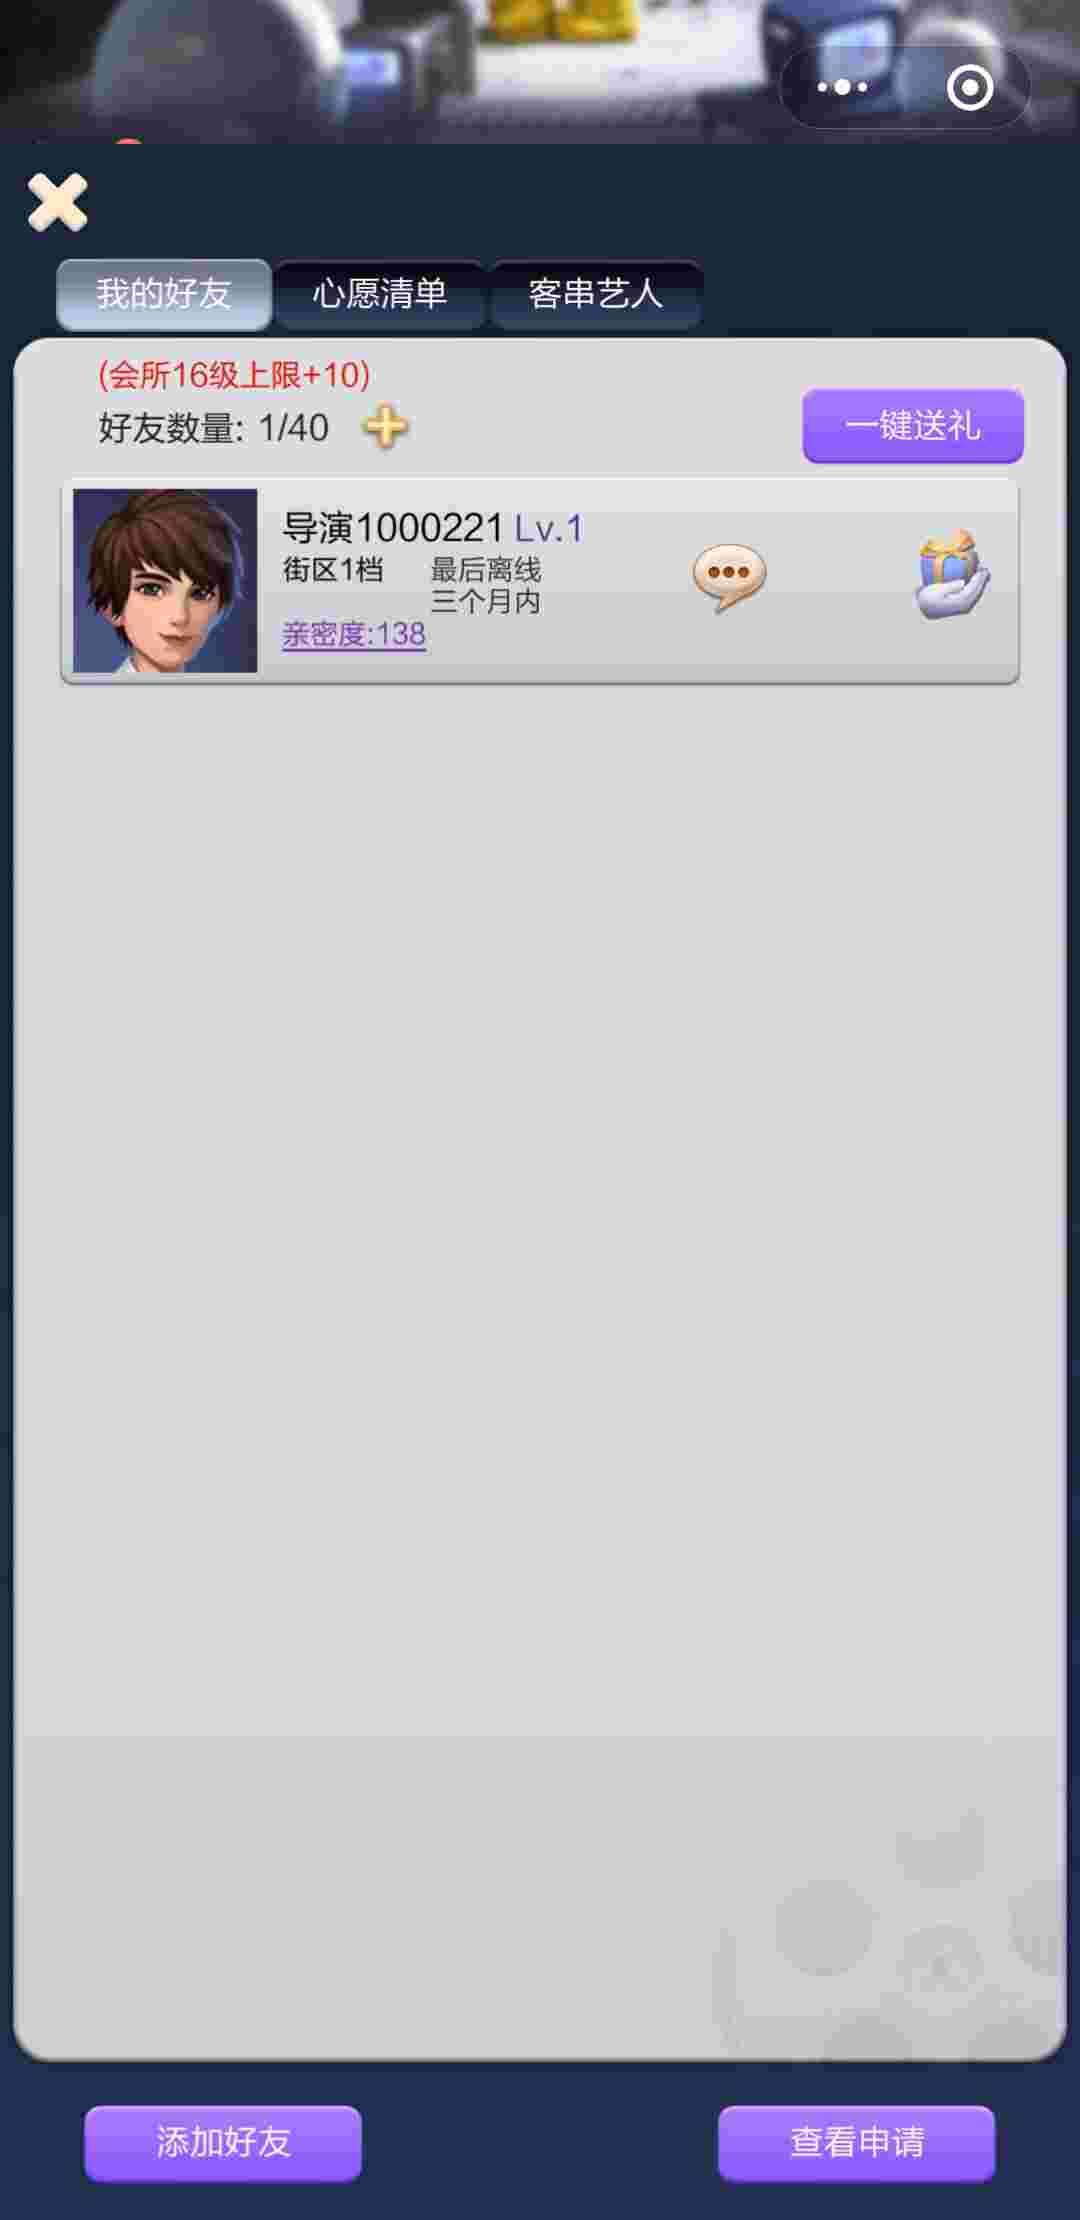 我的好友
心愿清单
客串艺人
(会所16级上限+10)
好友数量: 1/40
一键送礼
导演1000221 Lv.1
街区1档
最后离线
三个月内
亲密度:138
添加好友
查看申请